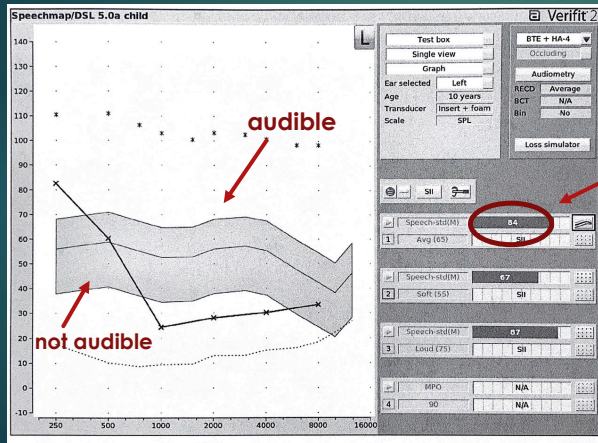 Speechmap/DSL 5.0a child
Verifit 2
L
140
130
120
110
100
90
80
70
60
50
40
30
20
10
0
-10
250
500
1000
2000
4000
8000
16000
audible
not audible
Test box
Single view
Graph
Ear selected Left
Age 10 years
Transducer Insert + foam
Scale SPL
BTE + HA-4
Occluding
Audiometry
RECD Average
BCT N/A
Bin No
Loss simulator
SII
Speech-std(M) 84
1 Avg (65) SII
Speech-std(M) 67
2 Soft (55) SII
Speech-std(M) 87
3 Loud (75) SII
MPO N/A
4 90 N/A